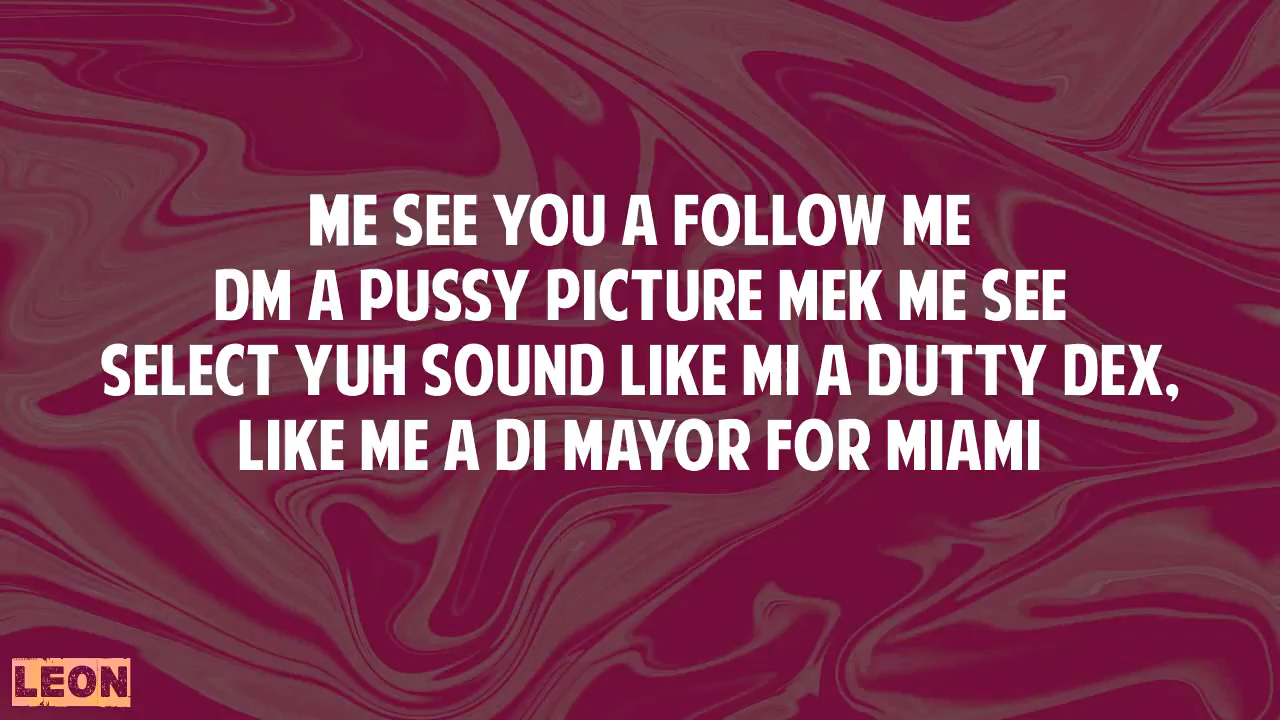 ME SEE YOU A FOLLOW ME
DM A PUSSY PICTURE MEK ME SEE
SELECT YUH SOUND LIKE MI A DUTTY DEX,
LIKE ME A DI MAYOR FOR MIAMI
LEON